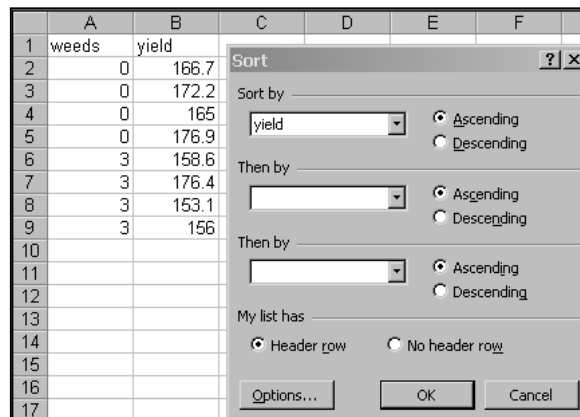 A B C D E F
1 weeds yield
2 0 166.7
3 0 172.2
4 0 165
5 0 176.9
6 3 158.6
7 3 176.4
8 3 153.1
9 3 156
10
11
12
13
14
15
16
17
Sort ? X
Sort by
yield
Ascending
Descending
Then by
Ascending
Descending
Then by
Ascending
Descending
My list has
Header row No header row
Options... OK Cancel